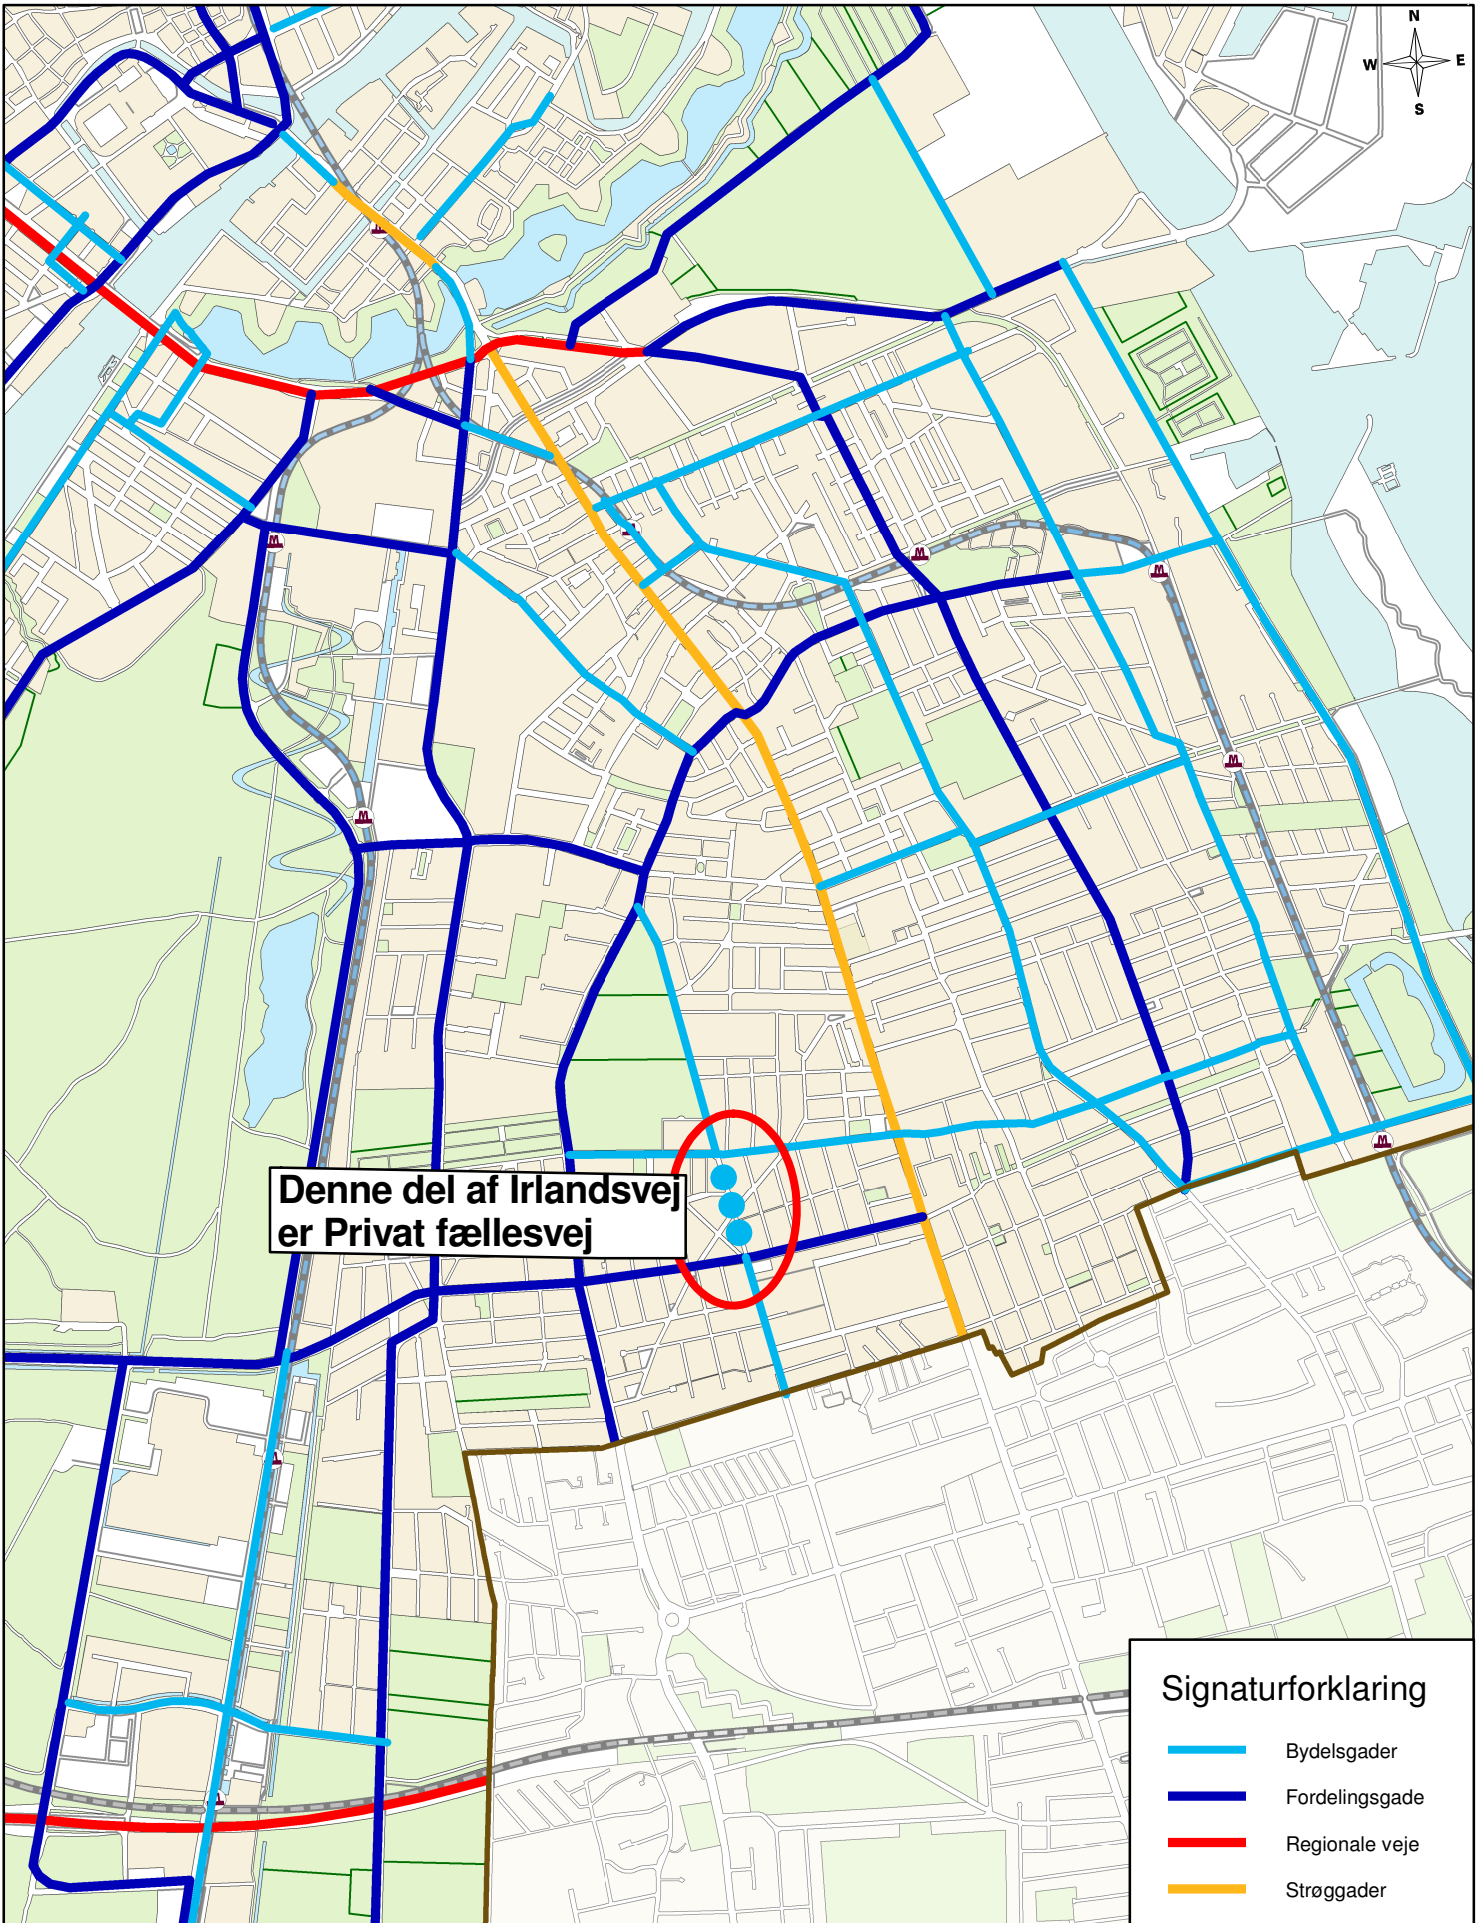 N
W E
S
Denne del af Irlandsvej
er Privat fællesvej
Signaturforklaring
Bydelsgader
Fordelingsgade
Regionale veje
Strøggader